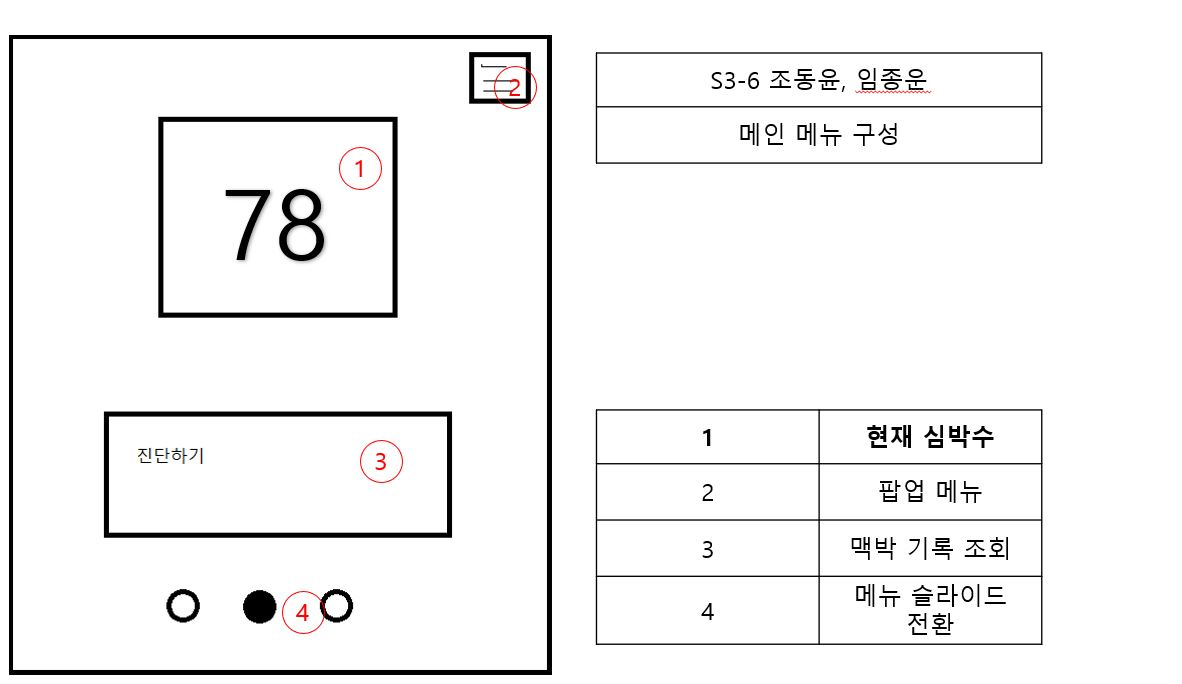 2
1
78
진단하기
3
4
S3-6 조동윤, 임종운
메인 메뉴 구성
1 현재 심박수
2 팝업 메뉴
3 맥박 기록 조회
4 메뉴 슬라이드
전환